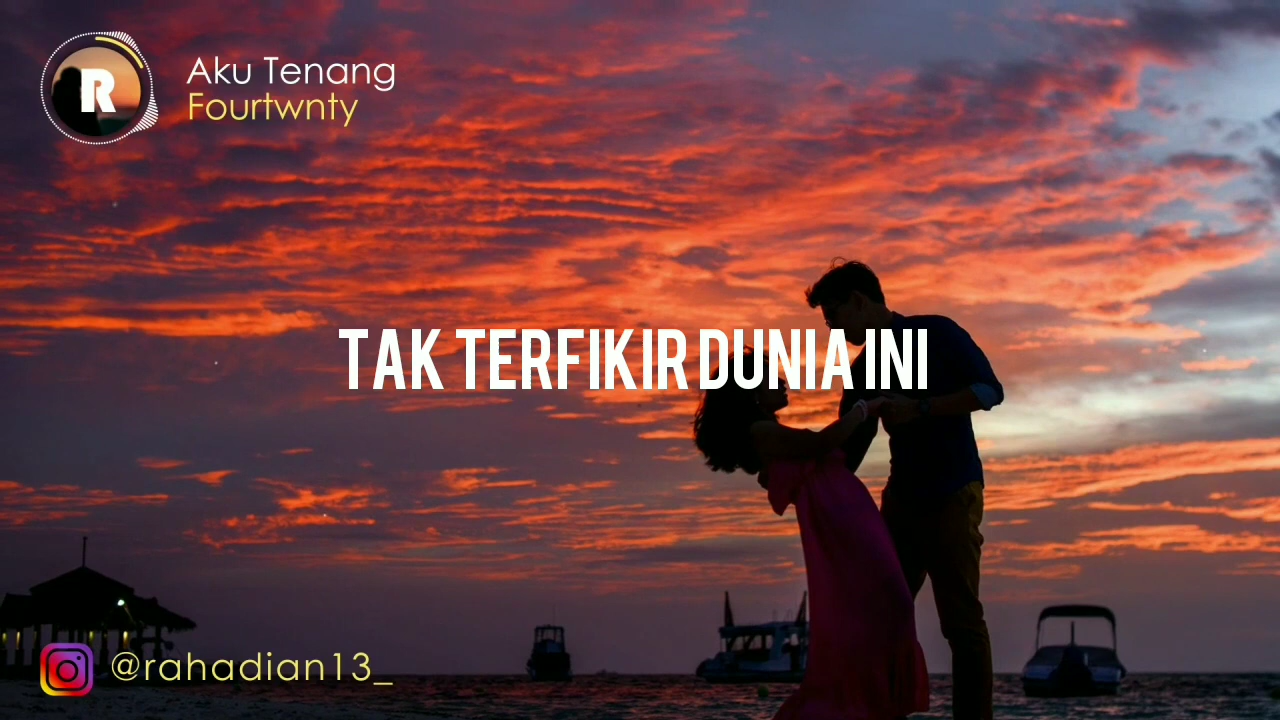 R
Aku Tenang
Fourtwnty
TAK TERFIKIR DUNIA INI
@rahadian13_